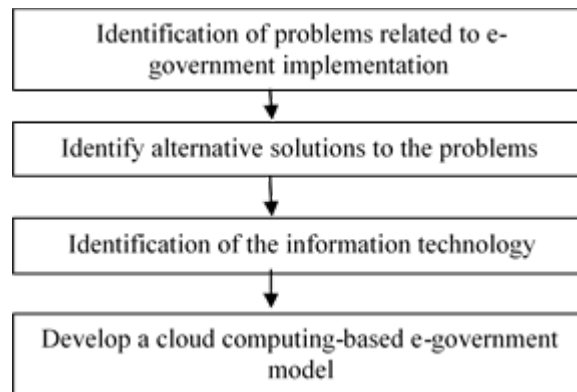 Identification of problems related to e-
government implementation
Identify alternative solutions to the problems
Identification of the information technology
Develop a cloud computing-based e-government
model